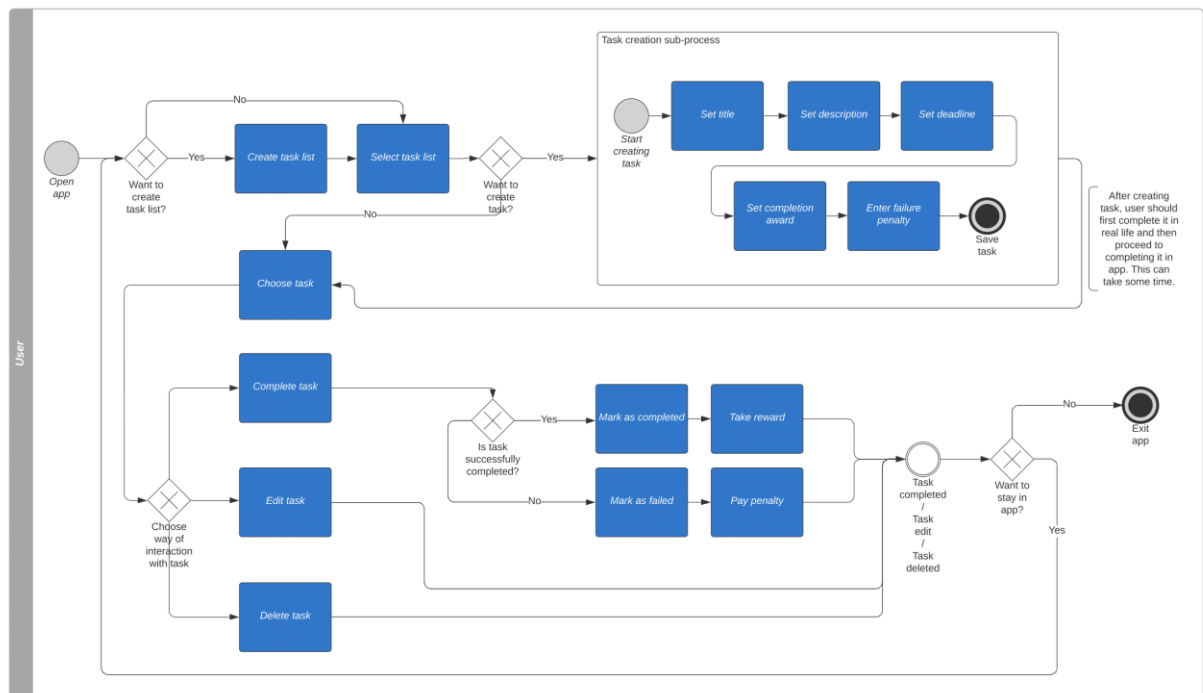 Task creation sub-process
No
Set title
Set description
Set deadline
Start
creating
task
Open
app
Yes
Create task list
Select task list
Yes
Want to
create
task list?
Want to
create
task?
No
Set completion
award
Enter failure
penalty
Save
task
After creating
task, user should
first complete it in
real life and then
proceed to
completing it in
app. This can
take some time.
Choose task
User
Complete task
Is task
successfully
completed?
Yes
Mark as completed
Take reward
No
Exit
app
Edit task
No
Mark as failed
Pay penalty
Task
completed
/
Task
edit
/
Task
deleted
Want to
stay in
app?
Yes
Choose
way of
interaction
with task
Delete task